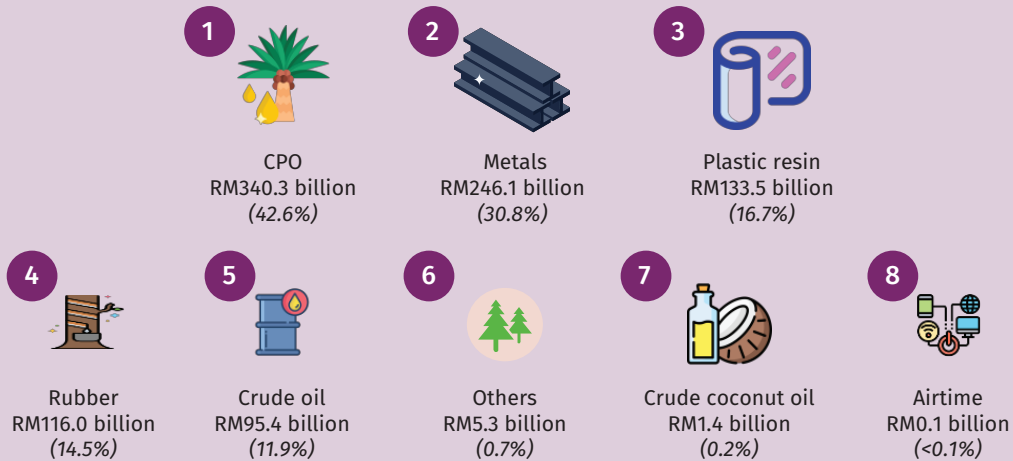 1
2
3
CPO
RM340.3 billion
(42.6%)
Metals
RM246.1 billion
(30.8%)
Plastic resin
RM133.5 billion
(16.7%)
4
5
6
7
8
Rubber
RM116.0 billion
(14.5%)
Crude oil
RM95.4 billion
(11.9%)
Others
RM5.3 billion
(0.7%)
Crude coconut oil
RM1.4 billion
(0.2%)
Airtime
RM0.1 billion
(<0.1%)